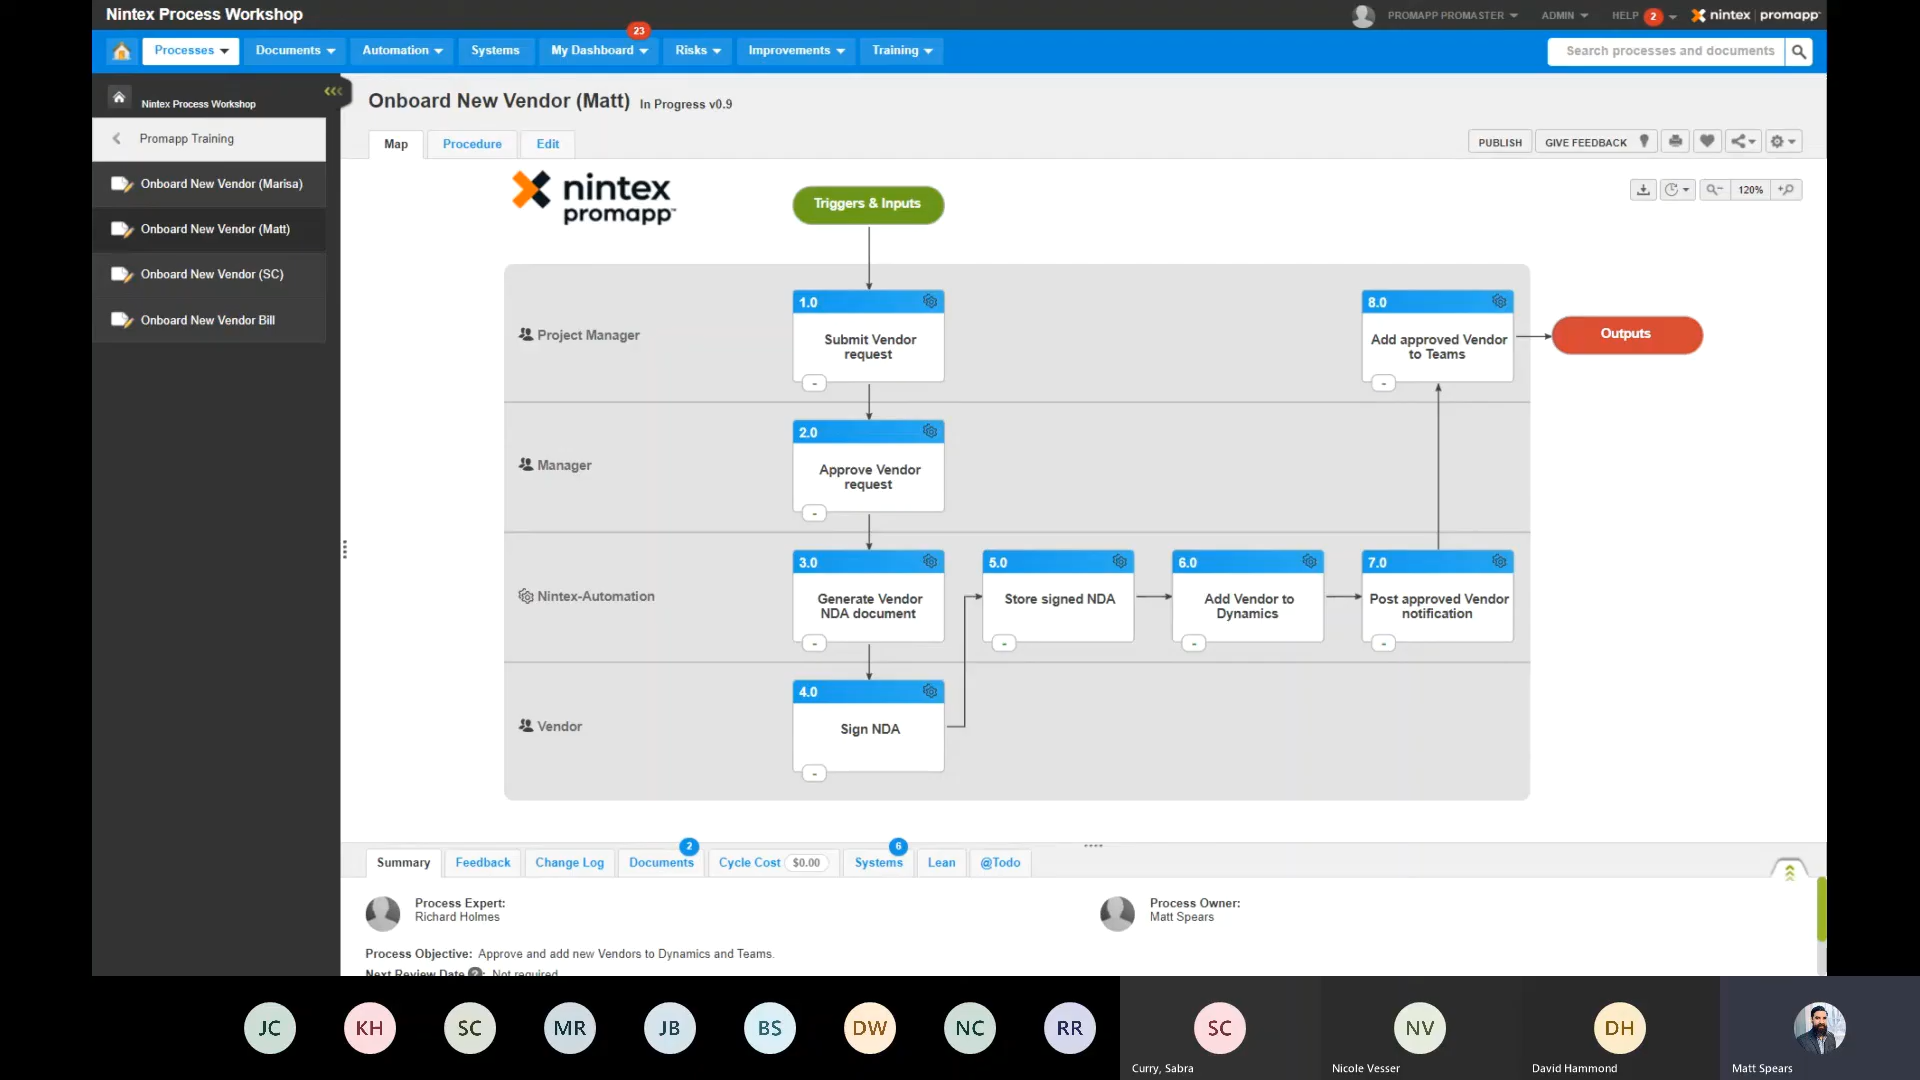 Nintex Process Workshop
PROMAPP PROMASTER
ADMIN
HELP 2
nintex | promapp
Processes
Documents
Automation
Systems
My Dashboard
23
Risks
Improvements
Training
Search processes and documents
Nintex Process Workshop
Promapp Training
Onboard New Vendor (Marisa)
Onboard New Vendor (Matt)
Onboard New Vendor (SC)
Onboard New Vendor Bill
Onboard New Vendor (Matt) In Progress v0.9
Map
Procedure
Edit
PUBLISH
GIVE FEEDBACK
120%
nintex
promapp
Triggers & Inputs
Project Manager
1.0
Submit Vendor
request
-
8.0
Add approved Vendor
to Teams
-
Outputs
Manager
2.0
Approve Vendor
request
-
Nintex-Automation
3.0
Generate Vendor
NDA document
-
5.0
Store signed NDA
-
6.0
Add Vendor to
Dynamics
-
7.0
Post approved Vendor
notification
-
Vendor
4.0
Sign NDA
-
Summary
Feedback
Change Log
Documents
2
Cycle Cost $0.00
Systems
6
Lean
@Todo
Process Expert:
Richard Holmes
Process Owner:
Matt Spears
Process Objective: Approve and add new Vendors to Dynamics and Teams.
Next Review Date ? : Not required
JC
KH
SC
MR
JB
BS
DW
NC
RR
SC
Curry, Sabra
NV
Nicole Vesser
DH
David Hammond
Matt Spears